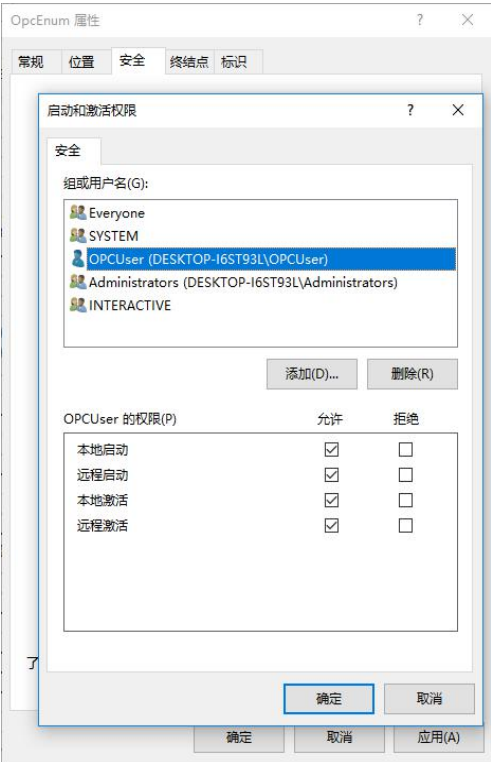 OpcEnum 属性
常规 位置 安全 终结点 标识
启动和激活权限
安全
组或用户名(G):
Everyone
SYSTEM
OPCUser (DESKTOP-I6ST93L\OPCUser)
Administrators (DESKTOP-I6ST93L\Administrators)
INTERACTIVE
添加(D)... 删除(R)
OPCUser 的权限(P) 允许 拒绝
本地启动
远程启动
本地激活
远程激活
了
确定 取消
确定 取消 应用(A)